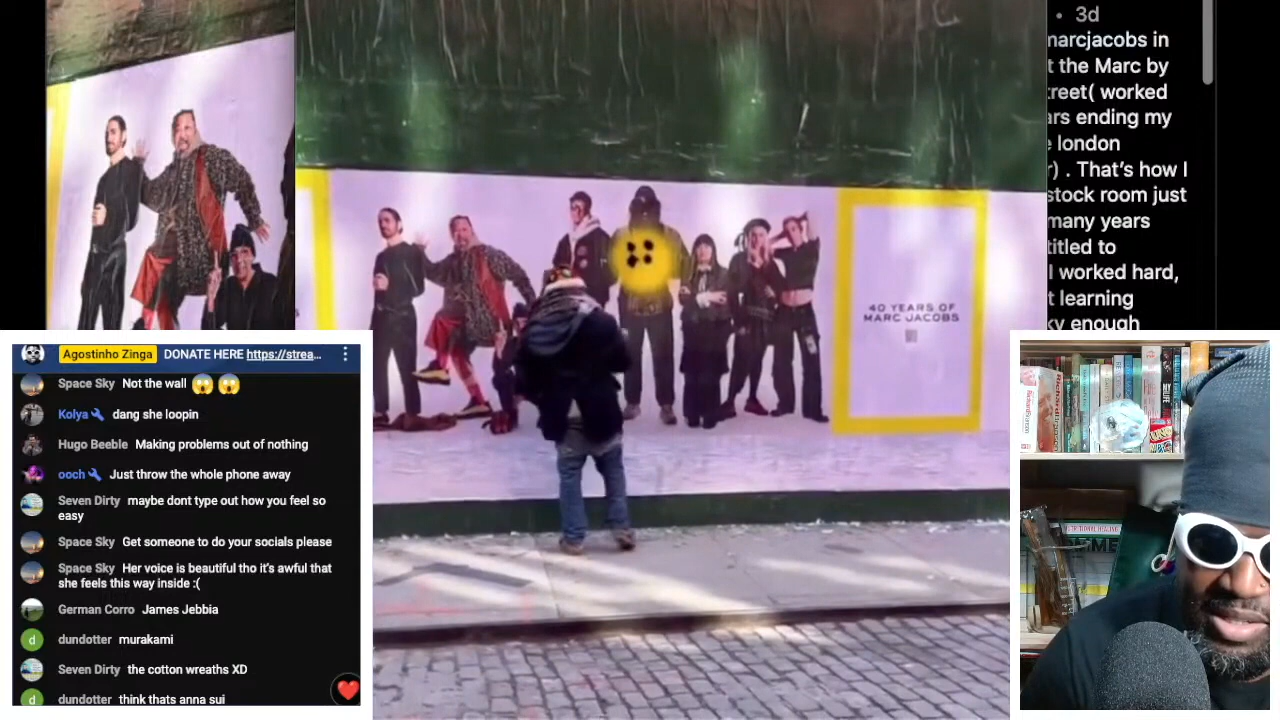 • 3d
marcjacobs in
t the Marc by
treet( worked
ars ending my
e london
r) . That's how I
stock room just
many years
titled to
I worked hard,
t learning
ky enough
40 YEARS OF
MARC JACOBS
Agostinho Zinga DONATE HERE https://strea...
Space Sky Not the wall 😱 😱
Kolya dang she loopin
Hugo Beeble Making problems out of nothing
ooch Just throw the whole phone away
Seven Dirty maybe dont type out how you feel so
easy
Space Sky Get someone to do your socials please
Space Sky Her voice is beautiful tho it's awful that
she feels this way inside :(
German Corro James Jebbia
dundotter murakami
Seven Dirty the cotton wreaths XD
dundotter think thats anna sui